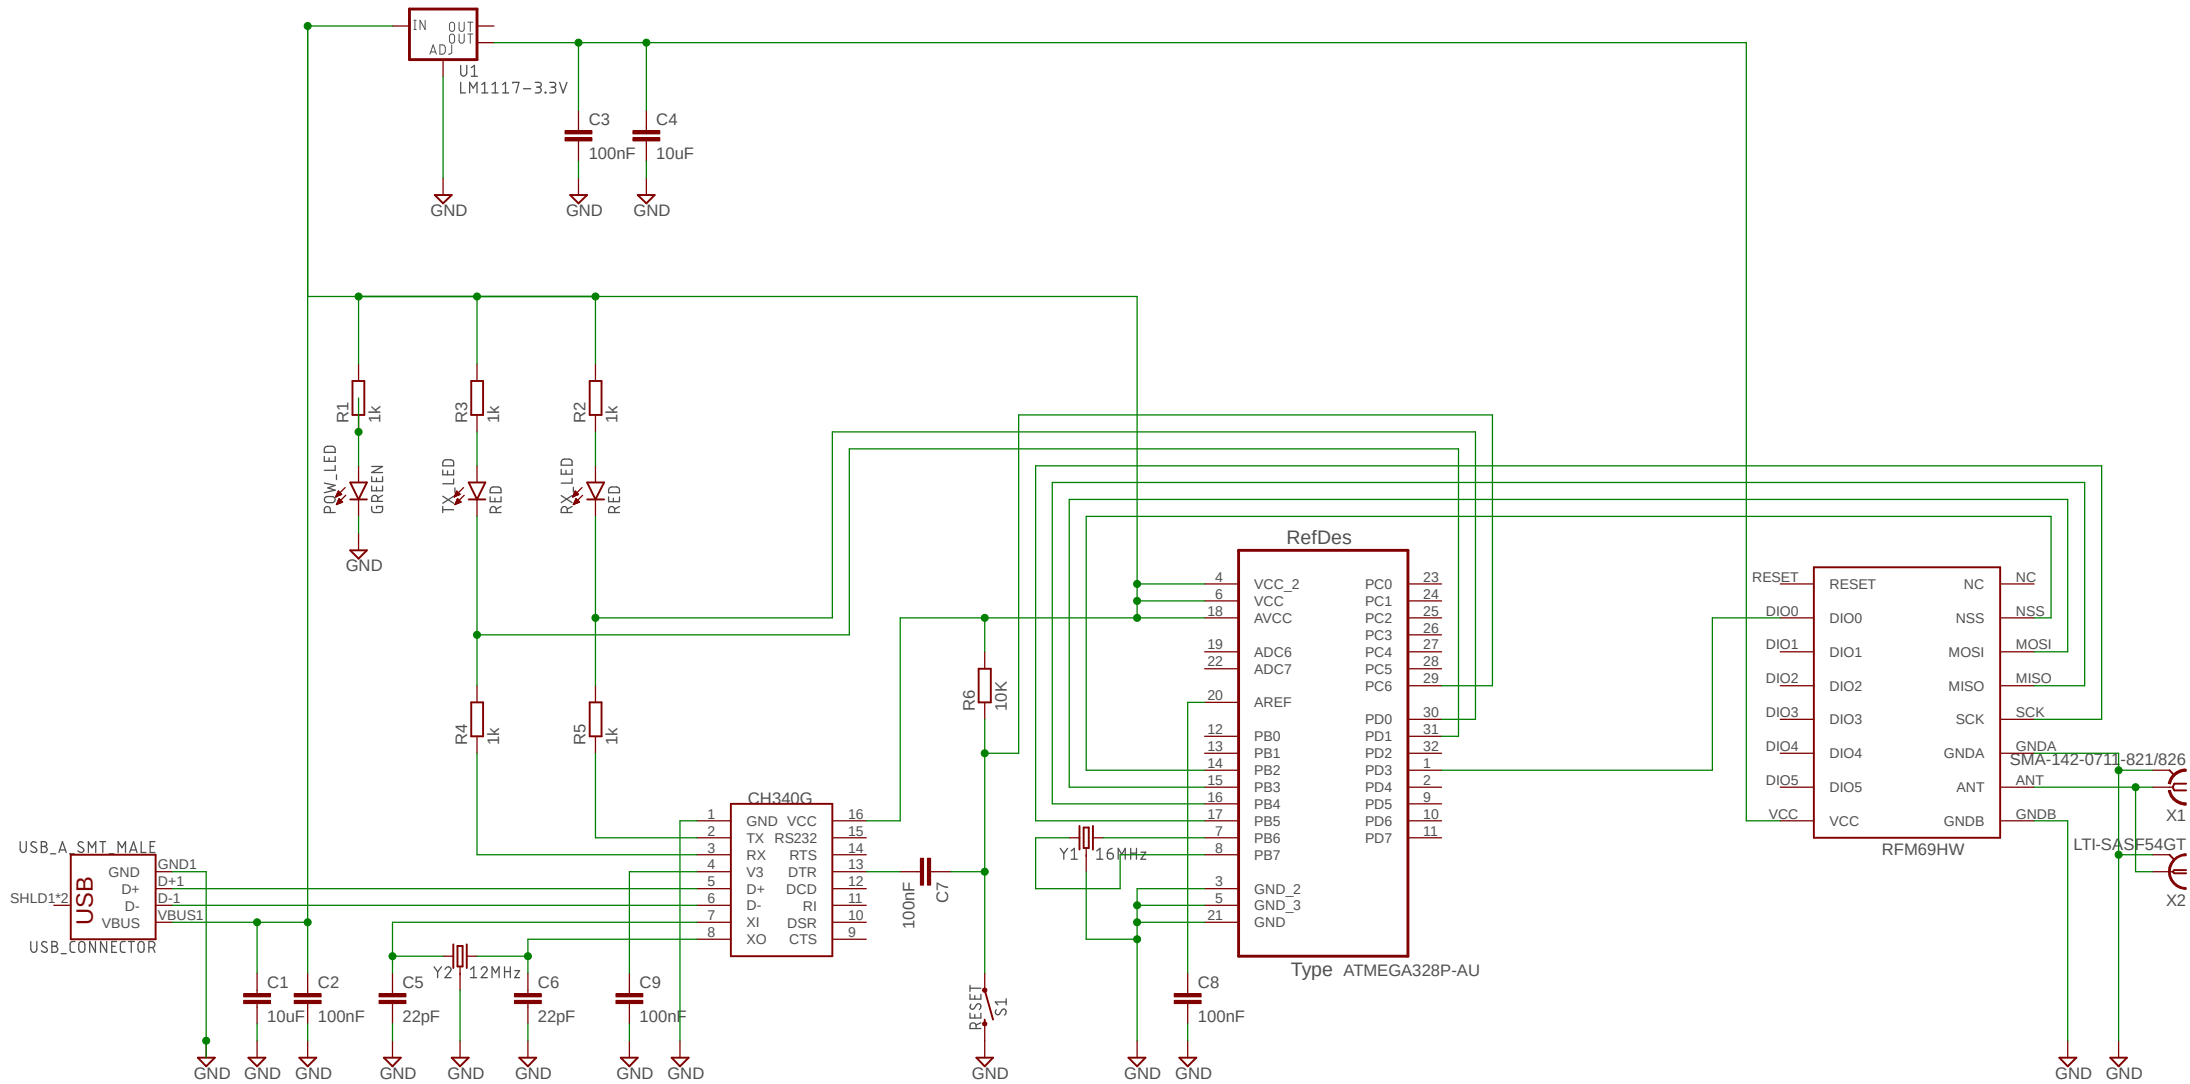 IN
OUT
OUT
ADJ
U1
LM1117-3.3V
C3
100nF
C4
10uF
GND
GND
GND
R1
1k
R3
1k
R2
1k
POW_LED
GREEN
TX_LED
RED
RX_LED
RED
GND
R4
1k
R5
1k
R6
10K
RefDes
4 VCC_2
6 VCC
18 AVCC
19 ADC6
22 ADC7
20 AREF
12 PB0
13 PB1
14 PB2
15 PB3
16 PB4
17 PB5
7 PB6
8 PB7
3 GND_2
5 GND_3
21 GND
PC0 23
PC1 24
PC2 25
PC3 26
PC4 27
PC5 28
PC6 29
PD0 30
PD1 31
PD2 32
PD3 1
PD4 2
PD5 9
PD6 10
PD7 11
Type ATMEGA328P-AU
Y1 16MHz
RESET RESET
DIO0 DIO0
DIO1 DIO1
DIO2 DIO2
DIO3 DIO3
DIO4 DIO4
DIO5 DIO5
VCC VCC
NC NC
NSS NSS
MOSI MOSI
MISO MISO
SCK SCK
GNDA GNDA
ANT ANT
GNDB GNDB
RFM69HW
SMA-142-0711-821/826
X1
LTI-SASF54GT
X2
CH340G
1 GND VCC 16
2 TX RS232 15
3 RX RTS 14
4 V3 DTR 13
5 D+ DCD 12
6 D- RI 11
7 XI DSR 10
8 XO CTS 9
100nF
C7
USB_A_SMT_MALE
USB
GND GND1
D+ D+1
D- D-1
VBUS VBUS1
SHLD1*2
USB_CONNECTOR
C1
10uF
C2
100nF
C5
22pF
Y2 12MHz
C6
22pF
C9
100nF
RESET
S1
C8
100nF
GND
GND
GND
GND
GND
GND
GND
GND
GND
GND
GND
GND
GND